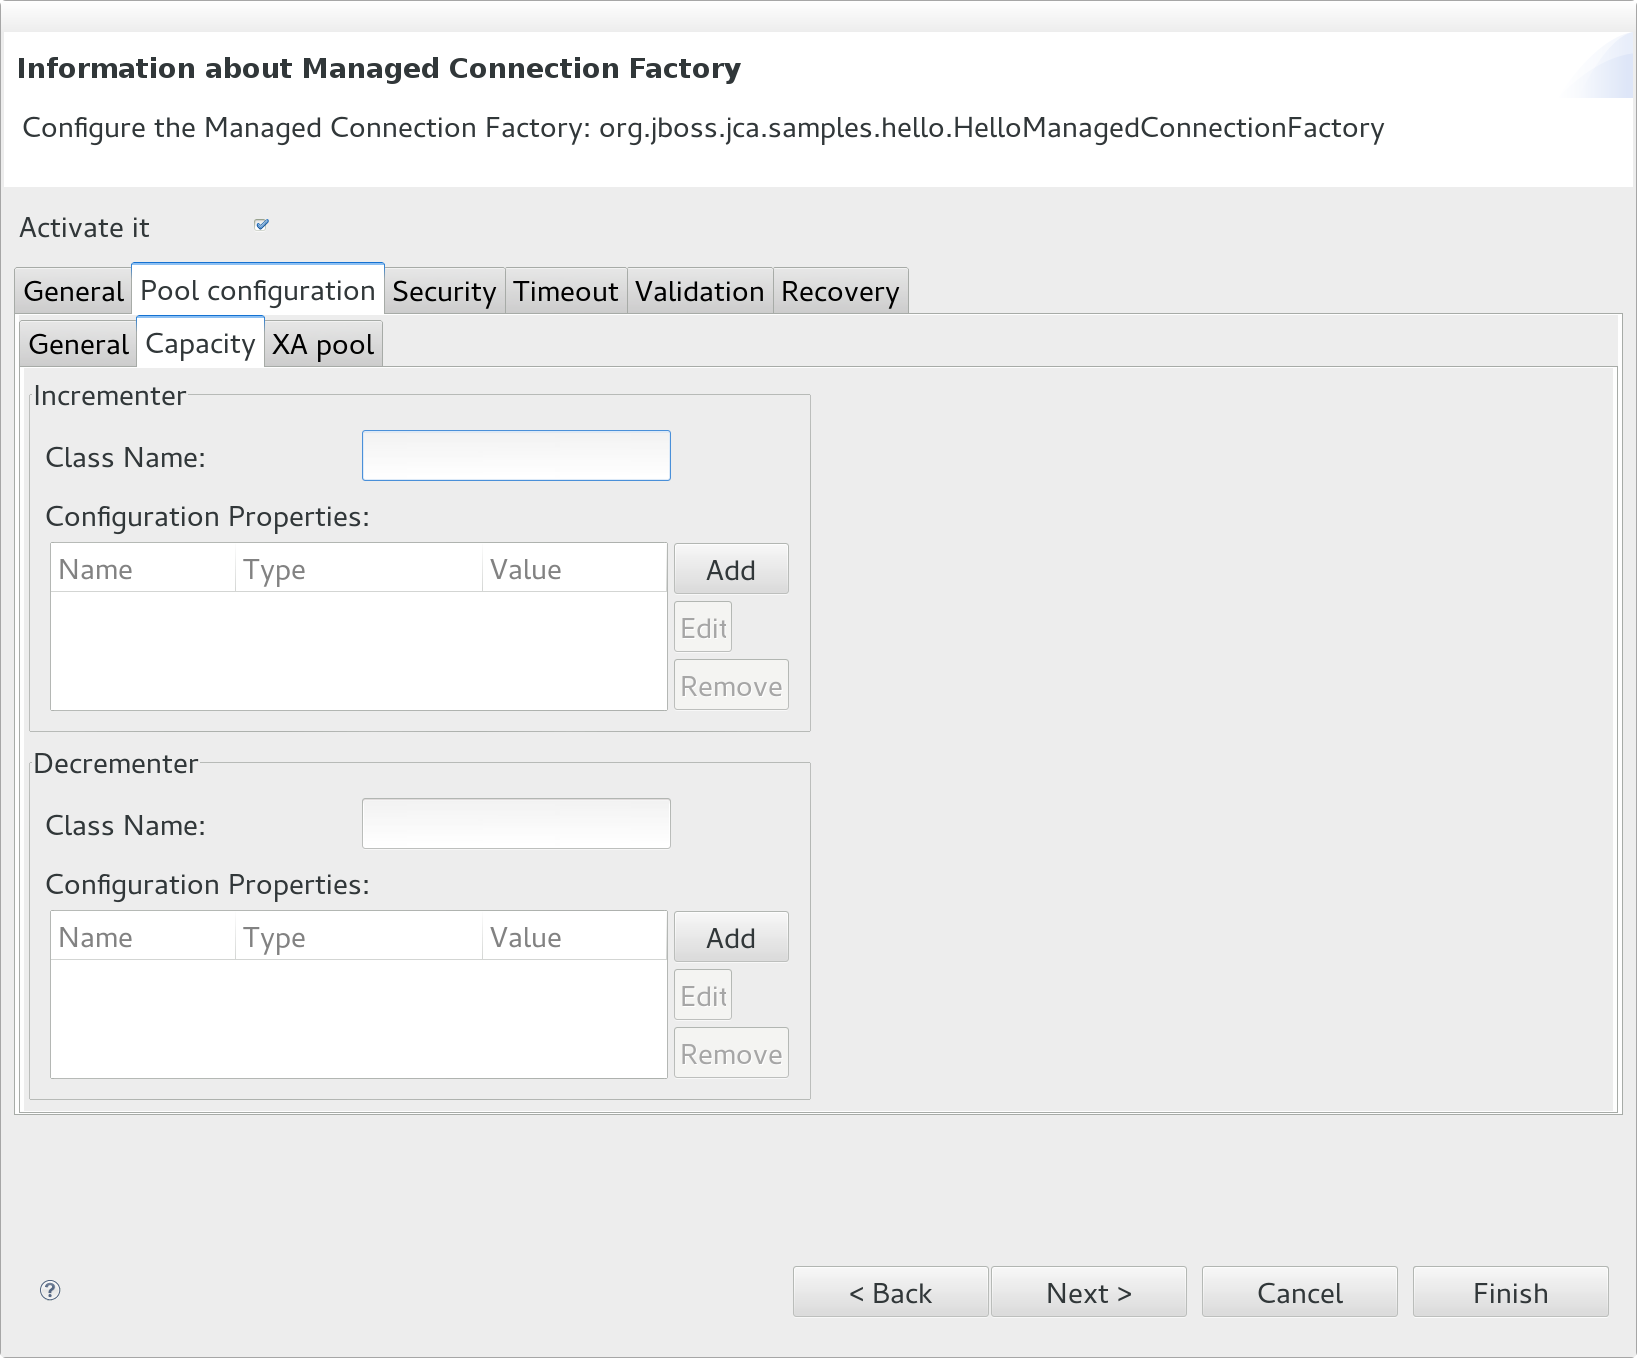 Information about Managed Connection Factory
Configure the Managed Connection Factory: org.jboss.jca.samples.hello.HelloManagedConnectionFactory
Activate it
General Pool configuration Security Timeout Validation Recovery
General Capacity XA pool
Incrementer
Class Name:
Configuration Properties:
Name Type Value Add
Edit
Remove
Decrementer
Class Name:
Configuration Properties:
Name Type Value Add
Edit
Remove
? < Back Next > Cancel Finish